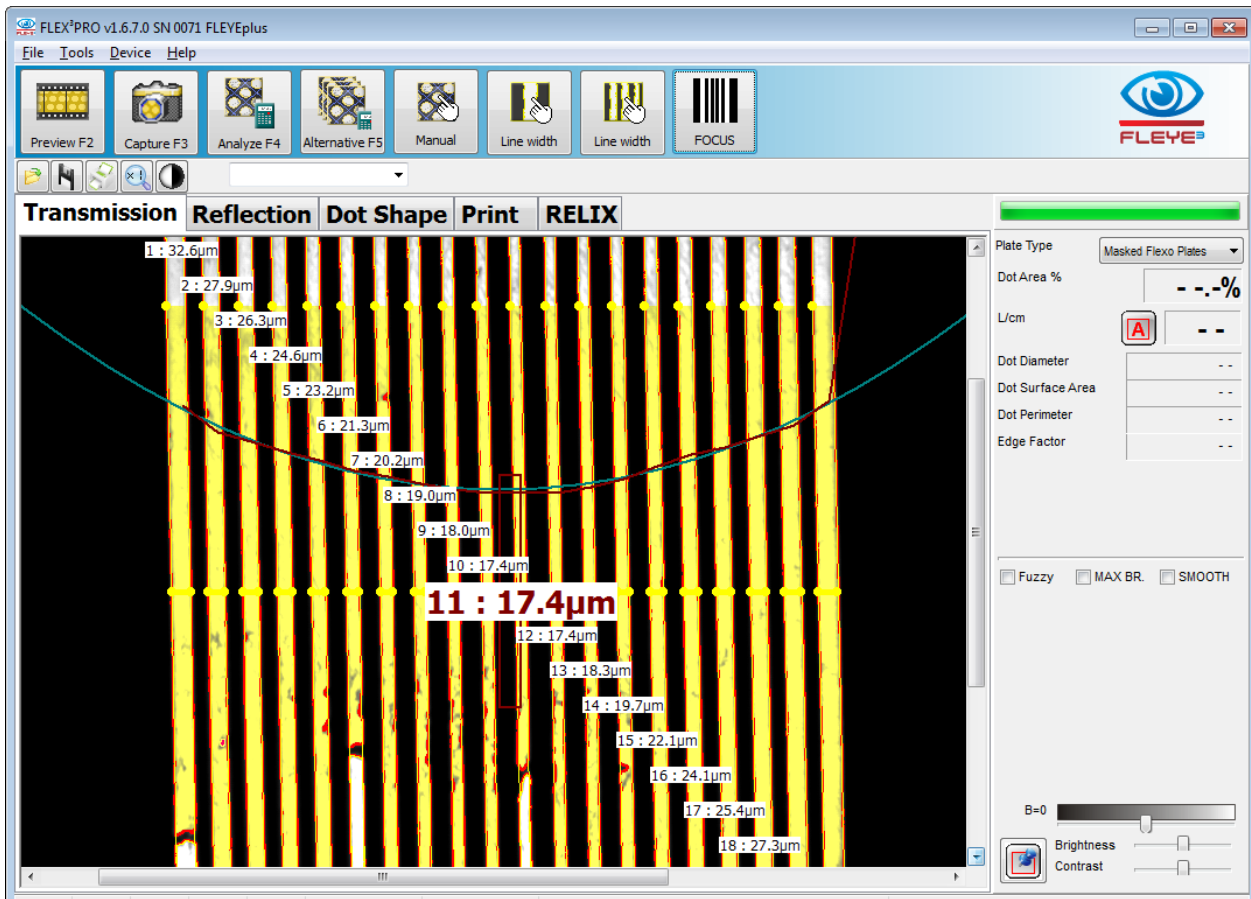 FLEX³PRO v1.6.7.0 SN 0071 FLEYEplus
File Tools Device Help
Preview F2 Capture F3 Analyze F4 Alternative F5 Manual Line width Line width FOCUS
FLEYE³
×1
Transmission Reflection Dot Shape Print RELIX
1 : 32.6µm
2 : 27.9µm
3 : 26.3µm
4 : 24.6µm
5 : 23.2µm
6 : 21.3µm
7 : 20.2µm
8 : 19.0µm
9 : 18.0µm
10 : 17.4µm
11 : 17.4µm
12 : 17.4µm
13 : 18.3µm
14 : 19.7µm
15 : 22.1µm
16 : 24.1µm
17 : 25.4µm
18 : 27.3µm
Plate Type Masked Flexo Plates
Dot Area % - -.-%
L/cm A - -
Dot Diameter - -
Dot Surface Area - -
Dot Perimeter - -
Edge Factor - -
Fuzzy MAX BR. SMOOTH
B=0
Brightness
Contrast